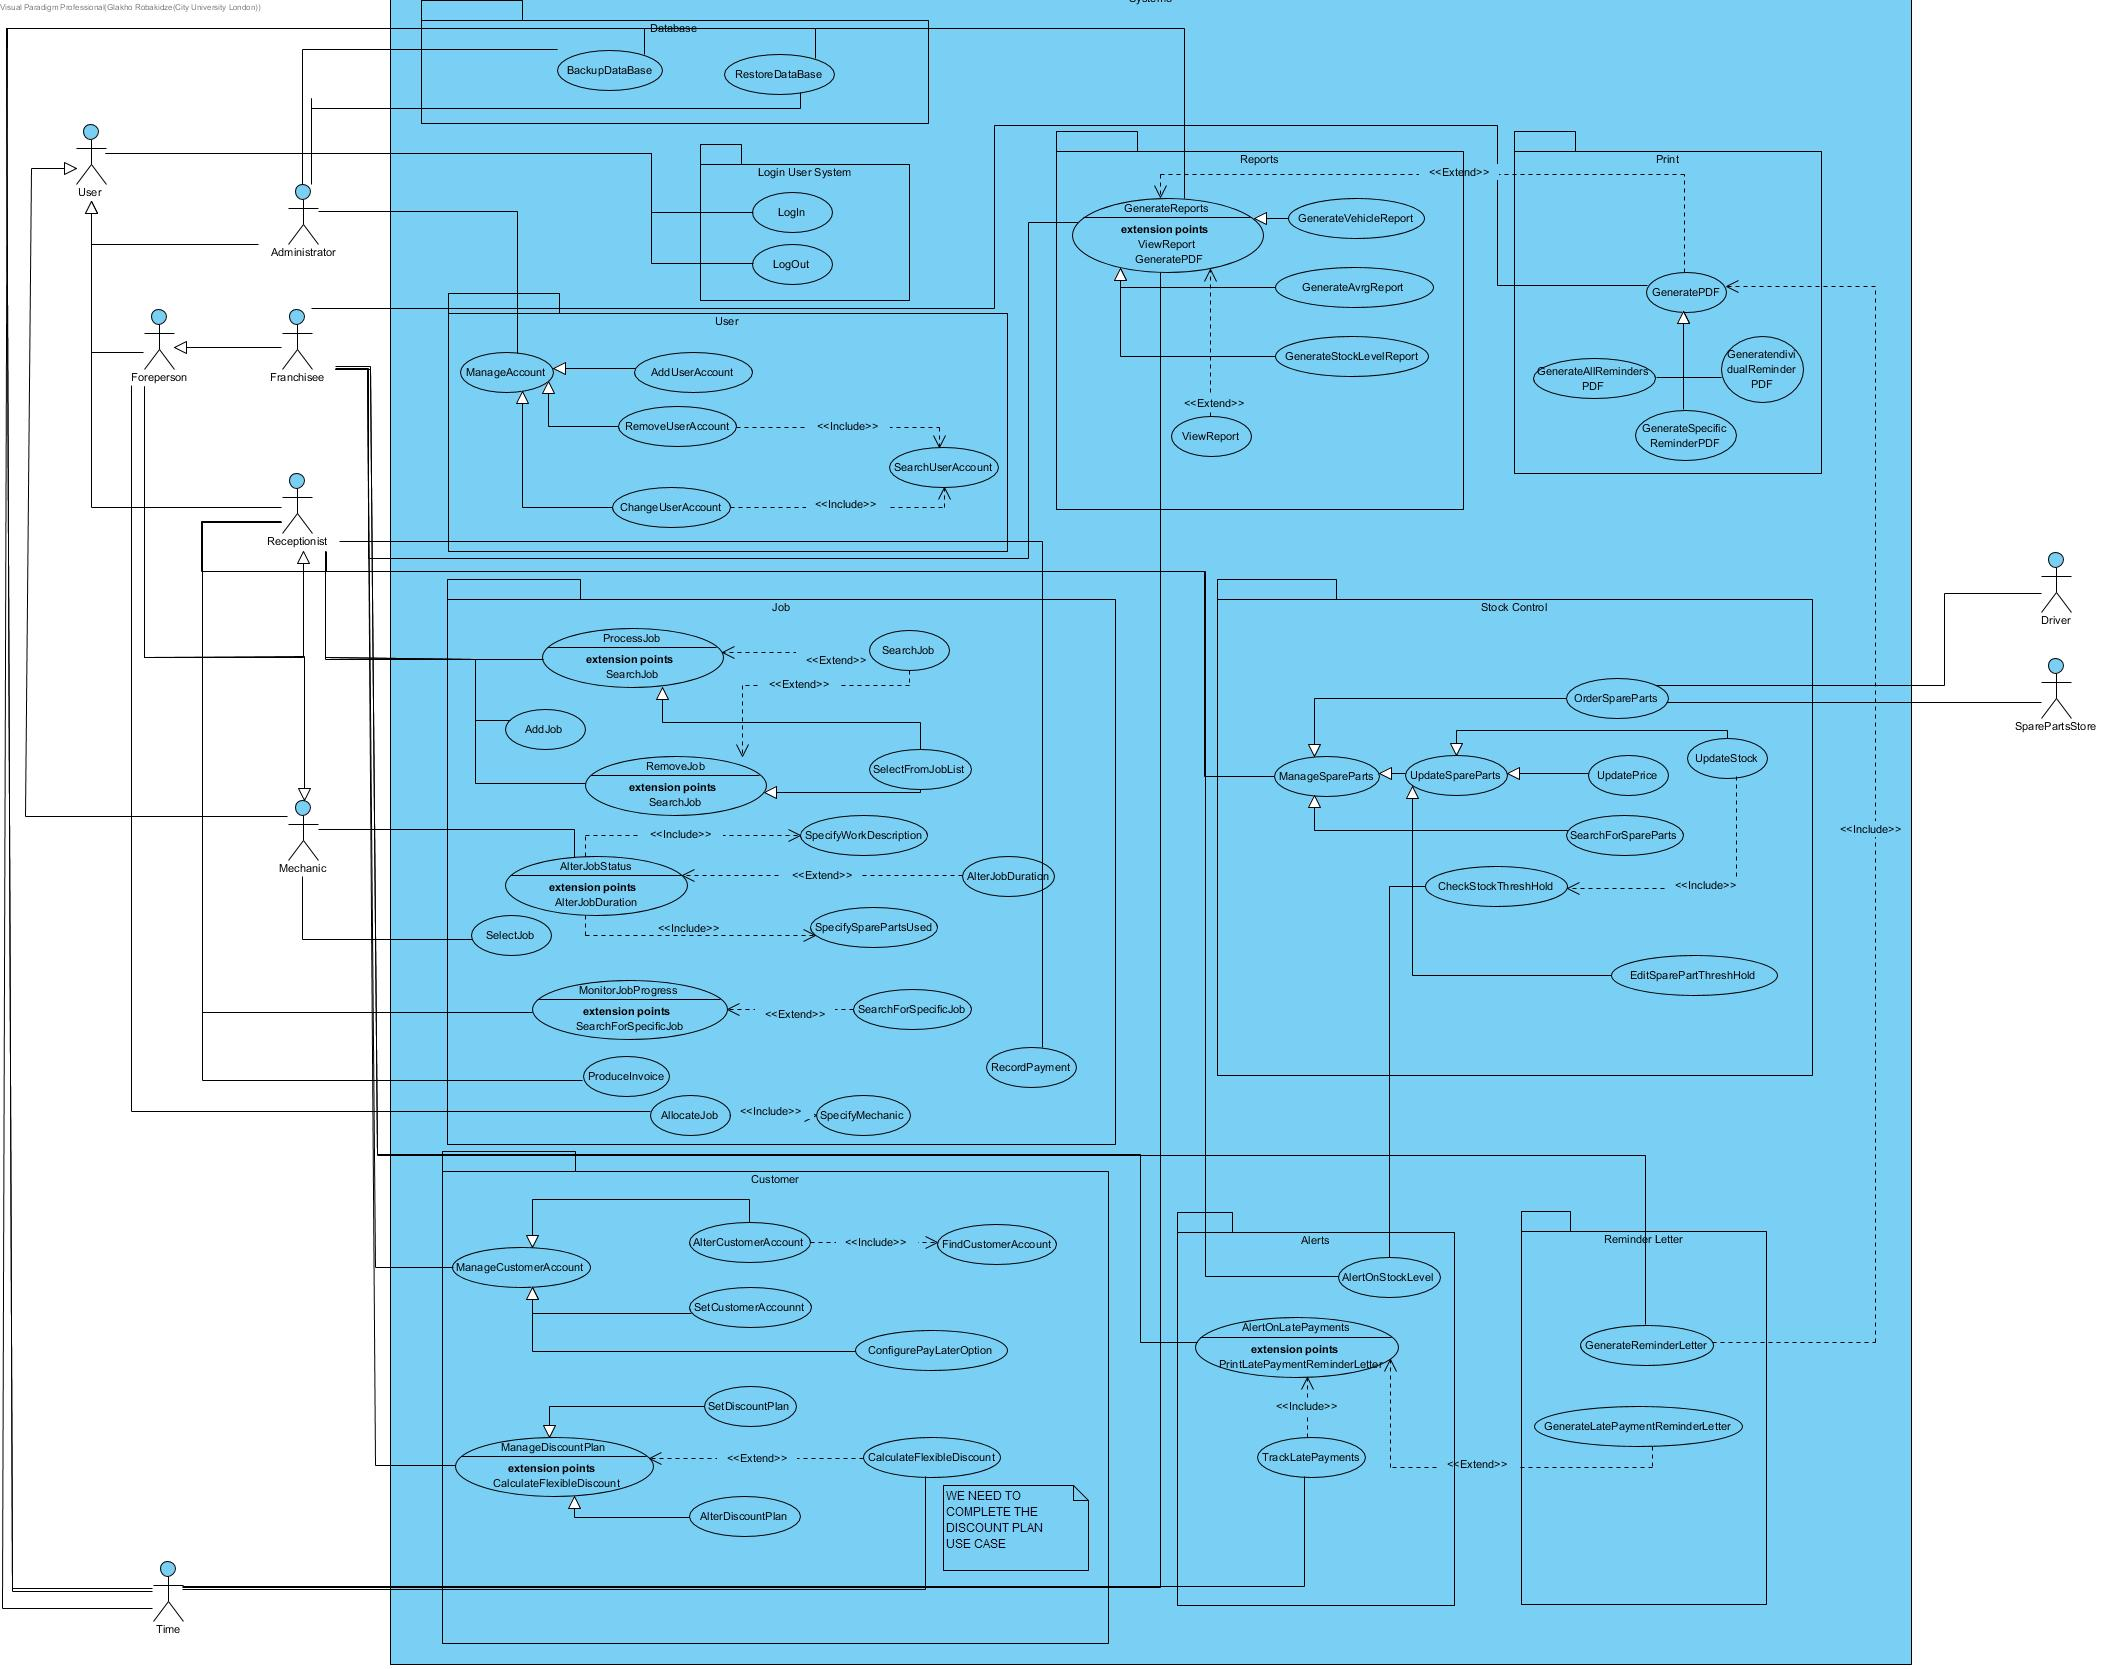 Visual Paradigm Professional(Glakho Robakidze(City University London))
Systems
Database
BackupDataBase
RestoreDataBase
User
Administrator
Login User System
LogIn
LogOut
Reports
GenerateReports
extension points
ViewReport
GeneratePDF
GenerateVehicleReport
GenerateAvrgReport
GenerateStockLevelReport
<<Extend>>
ViewReport
<<Extend>>
Print
GeneratePDF
GenerateAllReminders
PDF
Generatendivi
dualReminder
PDF
GenerateSpecific
ReminderPDF
Foreperson
Franchisee
User
ManageAccount
AddUserAccount
RemoveUserAccount
<<Include>>
SearchUserAccount
ChangeUserAccount
<<Include>>
Receptionist
Job
ProcessJob
extension points
SearchJob
<<Extend>>
SearchJob
<<Extend>>
AddJob
RemoveJob
extension points
SearchJob
SelectFromJobList
<<Include>>
SpecifyWorkDescription
AlterJobStatus
extension points
AlterJobDuration
<<Extend>>
AlterJobDuration
SelectJob
<<Include>>
SpecifySparePartsUsed
MonitorJobProgress
extension points
SearchForSpecificJob
<<Extend>>
SearchForSpecificJob
ProduceInvoice
RecordPayment
AllocateJob
<<Include>>
SpecifyMechanic
Mechanic
Stock Control
OrderSpareParts
ManageSpareParts
UpdateSpareParts
UpdatePrice
UpdateStock
SearchForSpareParts
CheckStockThreshHold
<<Include>>
EditSparePartThreshHold
<<Include>>
Driver
SparePartsStore
Customer
AlterCustomerAccount
<<Include>>
FindCustomerAccount
ManageCustomerAccount
SetCustomerAccounnt
ConfigurePayLaterOption
SetDiscountPlan
ManageDiscountPlan
extension points
CalculateFlexibleDiscount
<<Extend>>
CalculateFlexibleDiscount
AlterDiscountPlan
WE NEED TO
COMPLETE THE
DISCOUNT PLAN
USE CASE
Alerts
AlertOnStockLevel
AlertOnLatePayments
extension points
PrintLatePaymentReminderLetter
<<Include>>
TrackLatePayments
<<Extend>>
Reminder Letter
GenerateReminderLetter
GenerateLatePaymentReminderLetter
Time